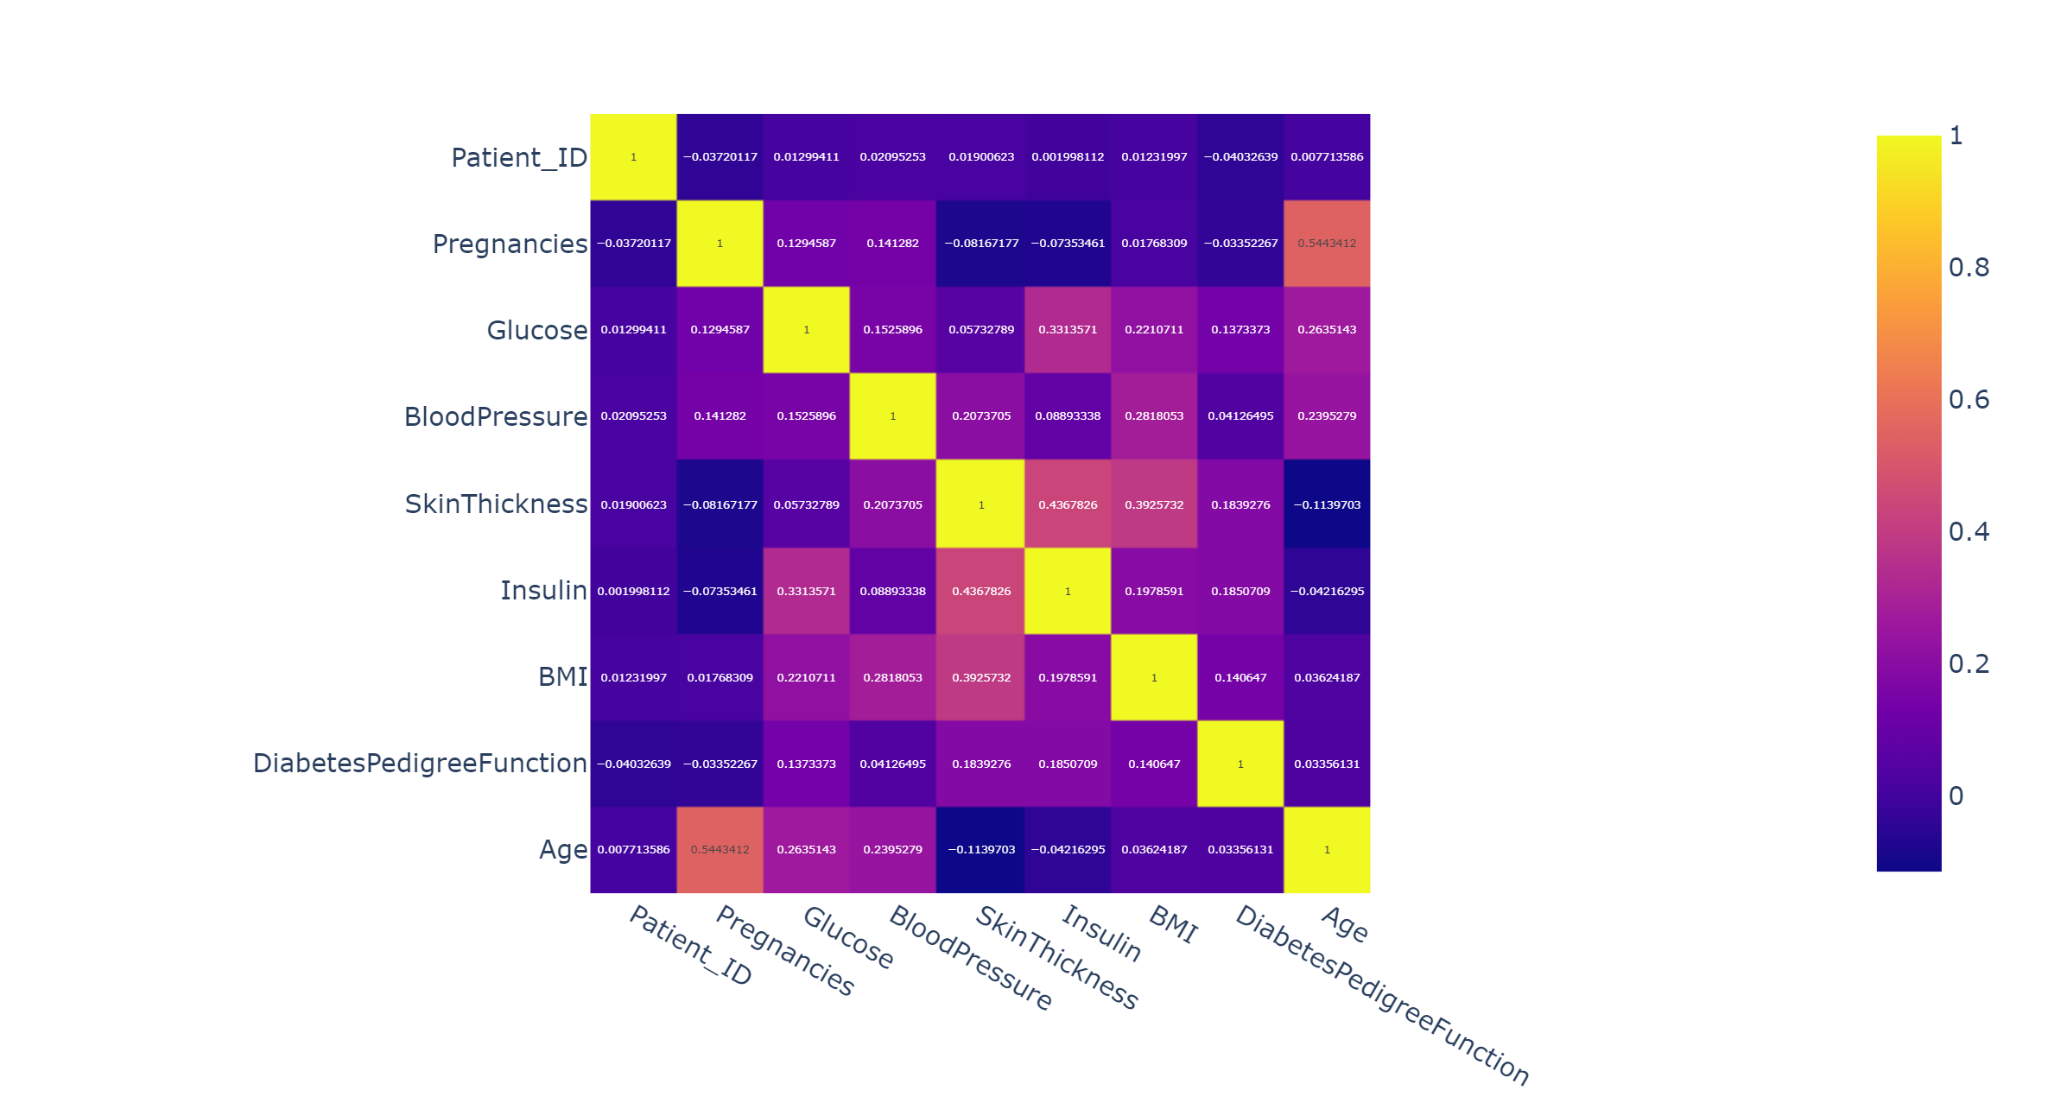 Patient_ID 1 −0.03720117 0.01299411 0.02095253 0.01900623 0.001998112 0.01231997 −0.04032639 0.007713586
Pregnancies −0.03720117 1 0.1294587 0.141282 −0.08167177 −0.07353461 0.01768309 −0.03352267 0.5443412
Glucose 0.01299411 0.1294587 1 0.1525896 0.05732789 0.3313571 0.2210711 0.1373373 0.2635143
BloodPressure 0.02095253 0.141282 0.1525896 1 0.2073705 0.08893338 0.2818053 0.04126495 0.2395279
SkinThickness 0.01900623 −0.08167177 0.05732789 0.2073705 1 0.4367826 0.3925732 0.1839276 −0.1139703
Insulin 0.001998112 −0.07353461 0.3313571 0.08893338 0.4367826 1 0.1978591 0.1850709 −0.04216295
BMI 0.01231997 0.01768309 0.2210711 0.2818053 0.3925732 0.1978591 1 0.140647 0.03624187
DiabetesPedigreeFunction −0.04032639 −0.03352267 0.1373373 0.04126495 0.1839276 0.1850709 0.140647 1 0.03356131
Age 0.007713586 0.5443412 0.2635143 0.2395279 −0.1139703 −0.04216295 0.03624187 0.03356131 1
Patient_ID
Pregnancies
Glucose
BloodPressure
SkinThickness
Insulin
BMI
DiabetesPedigreeFunction
Age
1
0.8
0.6
0.4
0.2
0